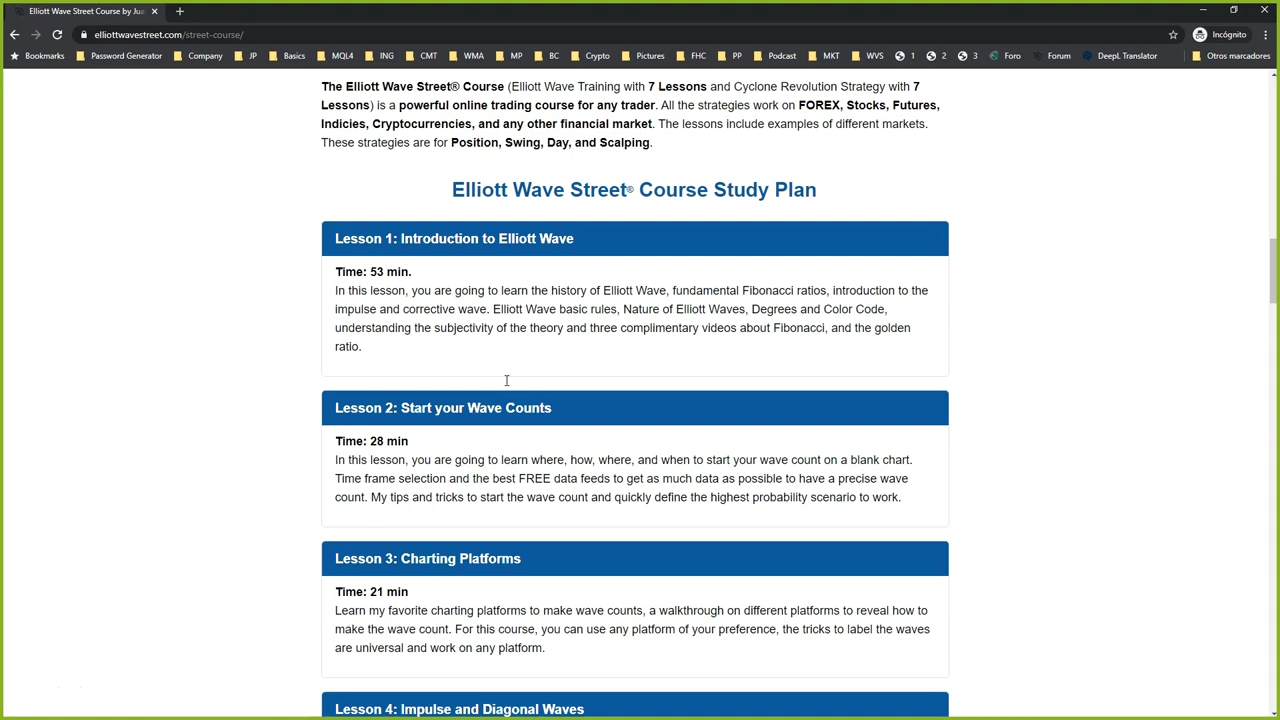 Elliott Wave Street Course by Jua
elliottwavestreet.com/street-course/
Incógnito
Bookmarks Password Generator Company JP Basics MQL4 ING CMT WMA MP BC Crypto Pictures FHC PP Podcast MKT WVS 1 2 3 Foro Forum DeepL Translator Otros marcadores
The Elliott Wave Street® Course (Elliott Wave Training with 7 Lessons and Cyclone Revolution Strategy with 7
Lessons) is a powerful online trading course for any trader. All the strategies work on FOREX, Stocks, Futures,
Indicies, Cryptocurrencies, and any other financial market. The lessons include examples of different markets.
These strategies are for Position, Swing, Day, and Scalping.
Elliott Wave Street® Course Study Plan
Lesson 1: Introduction to Elliott Wave
Time: 53 min.
In this lesson, you are going to learn the history of Elliott Wave, fundamental Fibonacci ratios, introduction to the
impulse and corrective wave. Elliott Wave basic rules, Nature of Elliott Waves, Degrees and Color Code,
understanding the subjectivity of the theory and three complimentary videos about Fibonacci, and the golden
ratio.
Lesson 2: Start your Wave Counts
Time: 28 min
In this lesson, you are going to learn where, how, where, and when to start your wave count on a blank chart.
Time frame selection and the best FREE data feeds to get as much data as possible to have a precise wave
count. My tips and tricks to start the wave count and quickly define the highest probability scenario to work.
Lesson 3: Charting Platforms
Time: 21 min
Learn my favorite charting platforms to make wave counts, a walkthrough on different platforms to reveal how to
make the wave count. For this course, you can use any platform of your preference, the tricks to label the waves
are universal and work on any platform.
Lesson 4: Impulse and Diagonal Waves